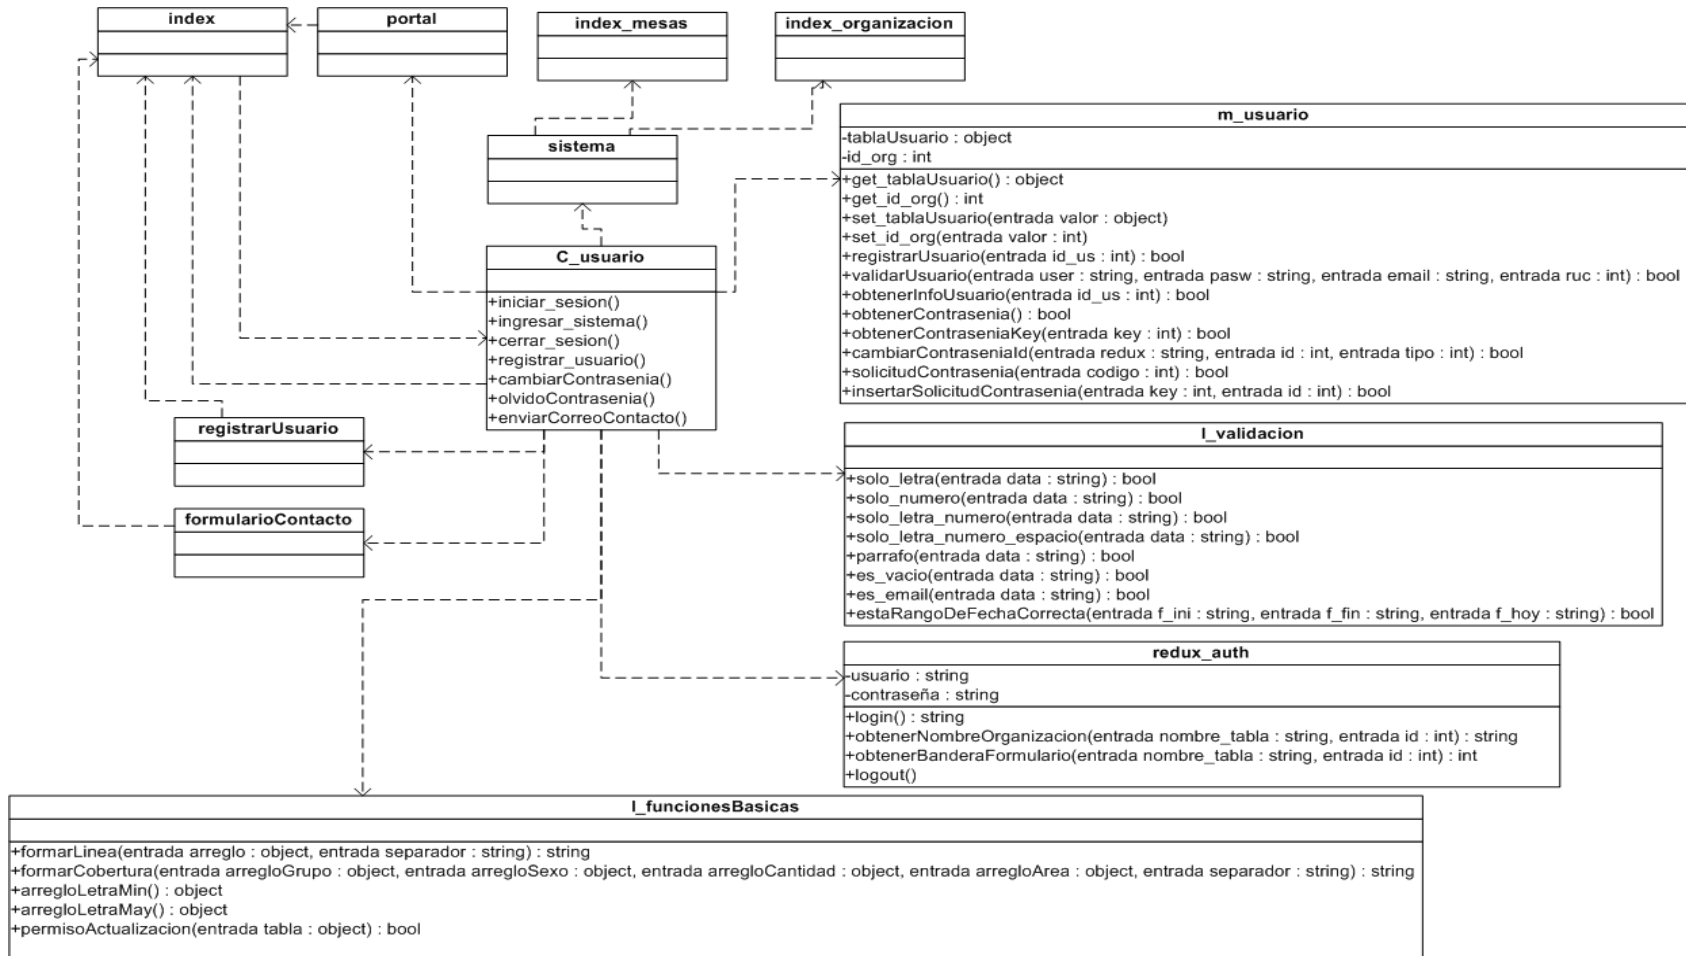 index
portal
index_mesas
index_organizacion
sistema
m_usuario
-tablaUsuario : object
-id_org : int
+get_tablaUsuario() : object
+get_id_org() : int
+set_tablaUsuario(entrada valor : object)
+set_id_org(entrada valor : int)
+registrarUsuario(entrada id_us : int) : bool
+validarUsuario(entrada user : string, entrada pasw : string, entrada email : string, entrada ruc : int) : bool
+obtenerInfoUsuario(entrada id_us : int) : bool
+obtenerContrasenia() : bool
+obtenerContraseniaKey(entrada key : int) : bool
+cambiarContraseniaId(entrada redux : string, entrada id : int, entrada tipo : int) : bool
+solicitudContrasenia(entrada codigo : int) : bool
+insertarSolicitudContrasenia(entrada key : int, entrada id : int) : bool
C_usuario
+iniciar_sesion()
+ingresar_sistema()
+cerrar_sesion()
+registrar_usuario()
+cambiarContrasenia()
+olvidoContrasenia()
+enviarCorreoContacto()
registrarUsuario
formularioContacto
l_validacion
+solo_letra(entrada data : string) : bool
+solo_numero(entrada data : string) : bool
+solo_letra_numero(entrada data : string) : bool
+solo_letra_numero_espacio(entrada data : string) : bool
+parrafo(entrada data : string) : bool
+es_vacio(entrada data : string) : bool
+es_email(entrada data : string) : bool
+estaRangoDeFechaCorrecta(entrada f_ini : string, entrada f_fin : string, entrada f_hoy : string) : bool
redux_auth
-usuario : string
-contraseña : string
+login() : string
+obtenerNombreOrganizacion(entrada nombre_tabla : string, entrada id : int) : string
+obtenerBanderaFormulario(entrada nombre_tabla : string, entrada id : int) : int
+logout()
l_funcionesBasicas
+formarLinea(entrada arreglo : object, entrada separador : string) : string
+formarCobertura(entrada arregloGrupo : object, entrada arregloSexo : object, entrada arregloCantidad : object, entrada arregloArea : object, entrada separador : string) : string
+arregloLetraMin() : object
+arregloLetraMay() : object
+permisoActualizacion(entrada tabla : object) : bool